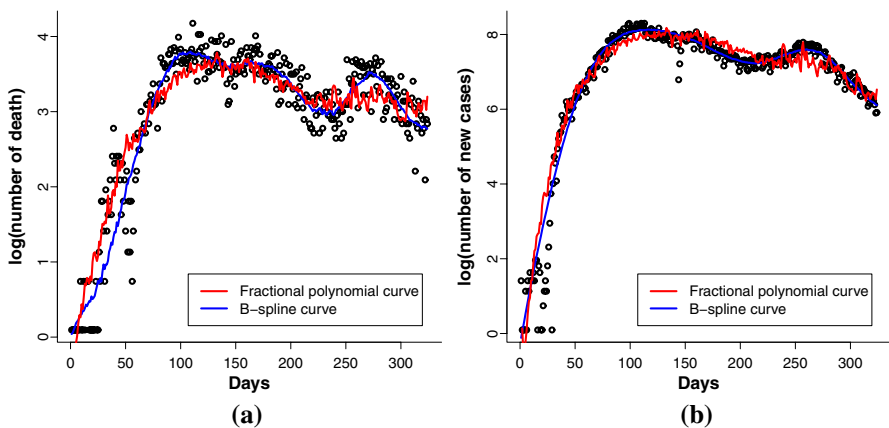 log(number of death)
4
3
2
1
0
Fractional polynomial curve
B−spline curve
0 50 100 150 200 250 300
Days
(a)
log(number of new cases)
8
6
4
2
0
Fractional polynomial curve
B−spline curve
0 50 100 150 200 250 300
Days
(b)